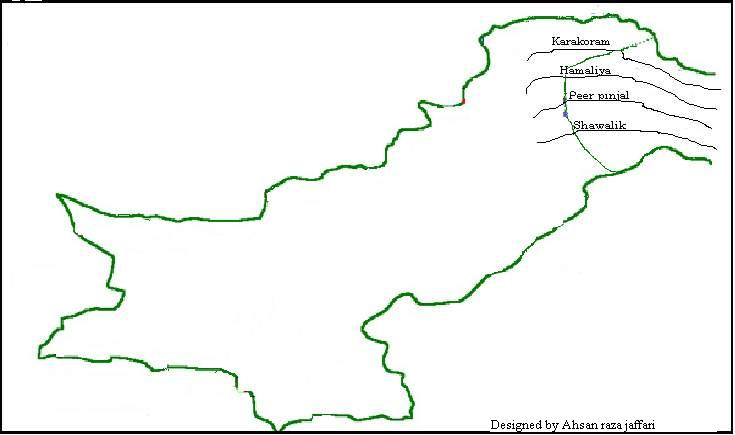 Karakoram
Hamaliya
Peer pinjal
Shawalik
Designed by Ahsan raza jaffari